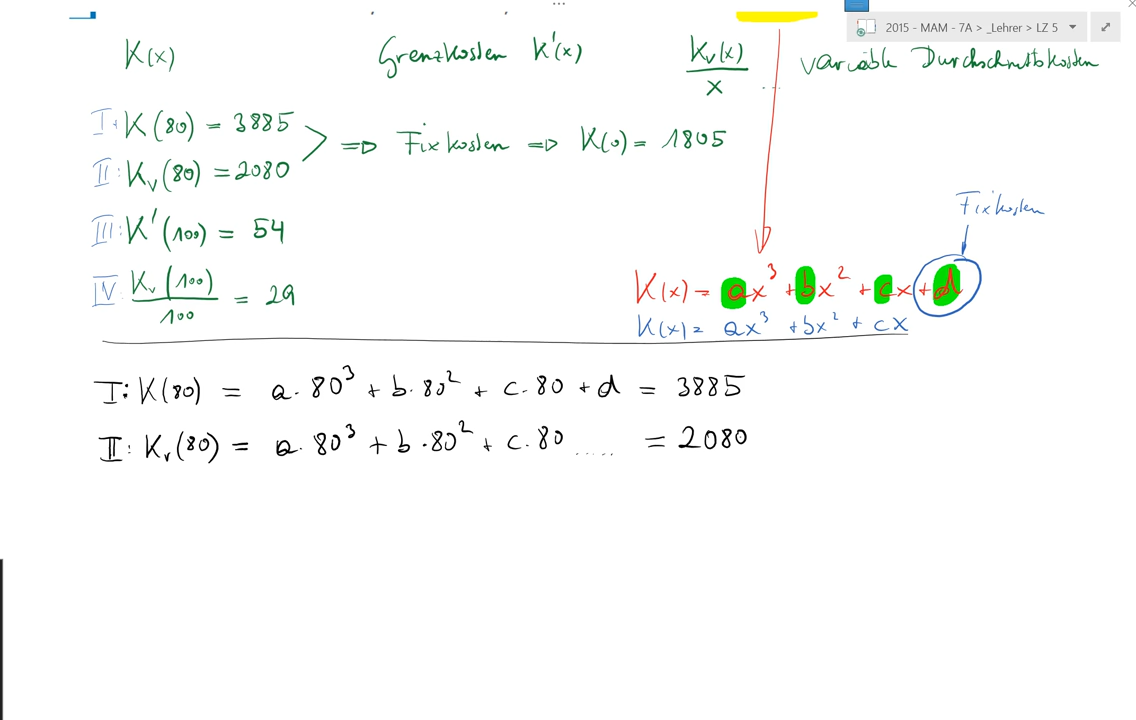 2015 - MAM - 7A > _Lehrer > LZ 5
K(x) Grenzkosten K'(x) Kv(x)/x variable Durchschnittskosten
I: K(80) = 3885
⇒ Fixkosten ⇒ K(0) = 1805
II: Kv(80) = 2080
Fixkosten
III: K'(100) = 54
IV: Kv(100)/100 = 29
K(x) = ax³ + bx² + cx + d
K(x) = ax³ + bx² + cx
I: K(80) = a·80³ + b·80² + c·80 + d = 3885
II: Kv(80) = a·80³ + b·80² + c·80 ...... = 2080